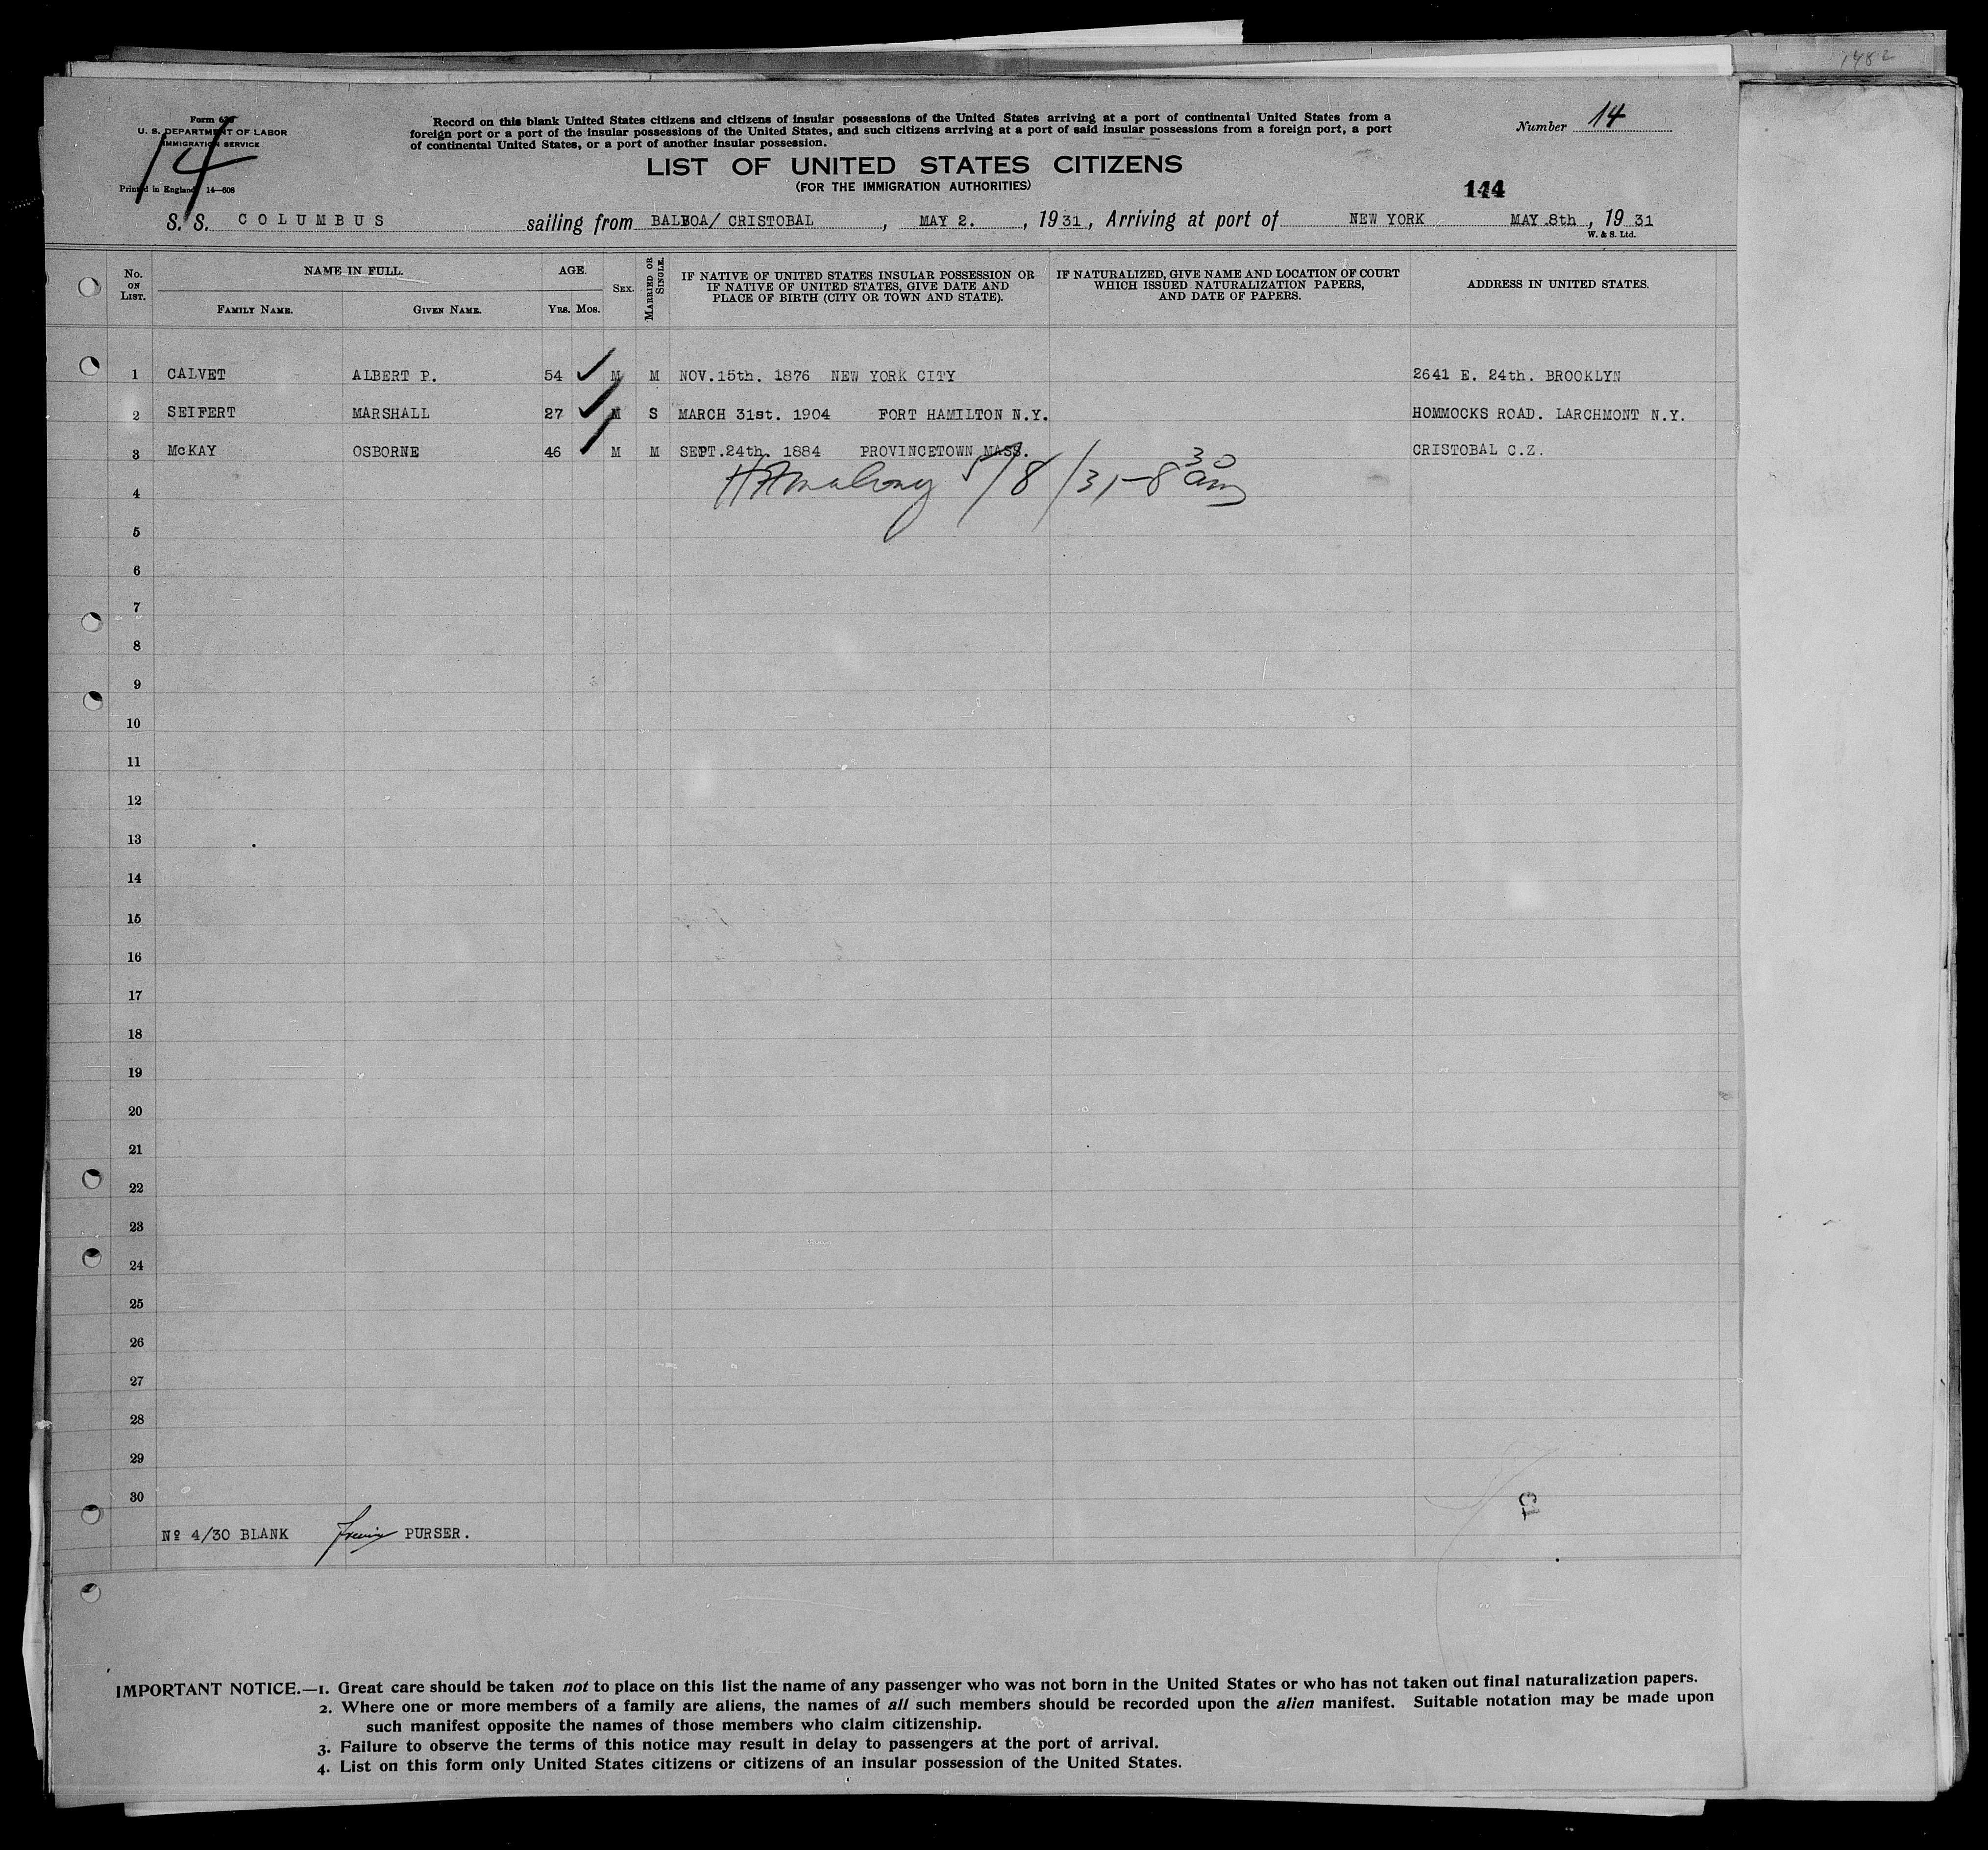 1482
Form 630
U. S. DEPARTMENT OF LABOR
IMMIGRATION SERVICE
14
Printed in England 14—608
Record on this blank United States citizens and citizens of insular possessions of the United States arriving at a port of continental United States from a
foreign port or a port of the insular possessions of the United States, and such citizens arriving at a port of said insular possessions from a foreign port, a port
of continental United States, or a port of another insular possession.
Number 14
LIST OF UNITED STATES CITIZENS
(FOR THE IMMIGRATION AUTHORITIES)
144
S. S. COLUMBUS sailing from BALBOA/ CRISTOBAL , MAY 2. , 1931, Arriving at port of NEW YORK MAY 8th , 1931
W. & S. Ltd.
No. ON LIST. NAME IN FULL. AGE. SEX. MARRIED OR SINGLE. IF NATIVE OF UNITED STATES INSULAR POSSESSION OR IF NATIVE OF UNITED STATES, GIVE DATE AND PLACE OF BIRTH (CITY OR TOWN AND STATE). IF NATURALIZED, GIVE NAME AND LOCATION OF COURT WHICH ISSUED NATURALIZATION PAPERS, AND DATE OF PAPERS. ADDRESS IN UNITED STATES.
FAMILY NAME. GIVEN NAME. YRS. MOS.
1 CALVET ALBERT P. 54 M M NOV.15th. 1876 NEW YORK CITY 2641 E. 24th. BROOKLYN
2 SEIFERT MARSHALL 27 M S MARCH 31st. 1904 FORT HAMILTON N.Y. HOMMOCKS ROAD. LARCHMONT N.Y.
3 McKAY OSBORNE 46 M M SEPT.24th. 1884 PROVINCETOWN MASS. CRISTOBAL C.Z.
4 5/8/31-8 30 am
5
6
7
8
9
10
11
12
13
14
15
16
17
18
19
20
21
22
23
24
25
26
27
28
29
30
Nº 4/30 BLANK PURSER.
IMPORTANT NOTICE.—1. Great care should be taken not to place on this list the name of any passenger who was not born in the United States or who has not taken out final naturalization papers.
2. Where one or more members of a family are aliens, the names of all such members should be recorded upon the alien manifest. Suitable notation may be made upon
such manifest opposite the names of those members who claim citizenship.
3. Failure to observe the terms of this notice may result in delay to passengers at the port of arrival.
4. List on this form only United States citizens or citizens of an insular possession of the United States.